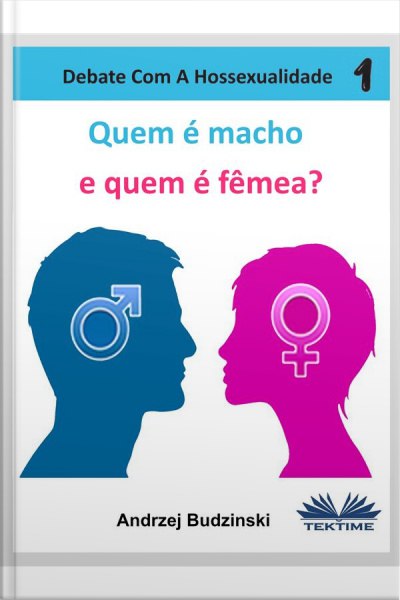 Debate Com A Hossexualidade 1
Quem é macho
e quem é fêmea?
Andrzej Budzinski
TEKTIME